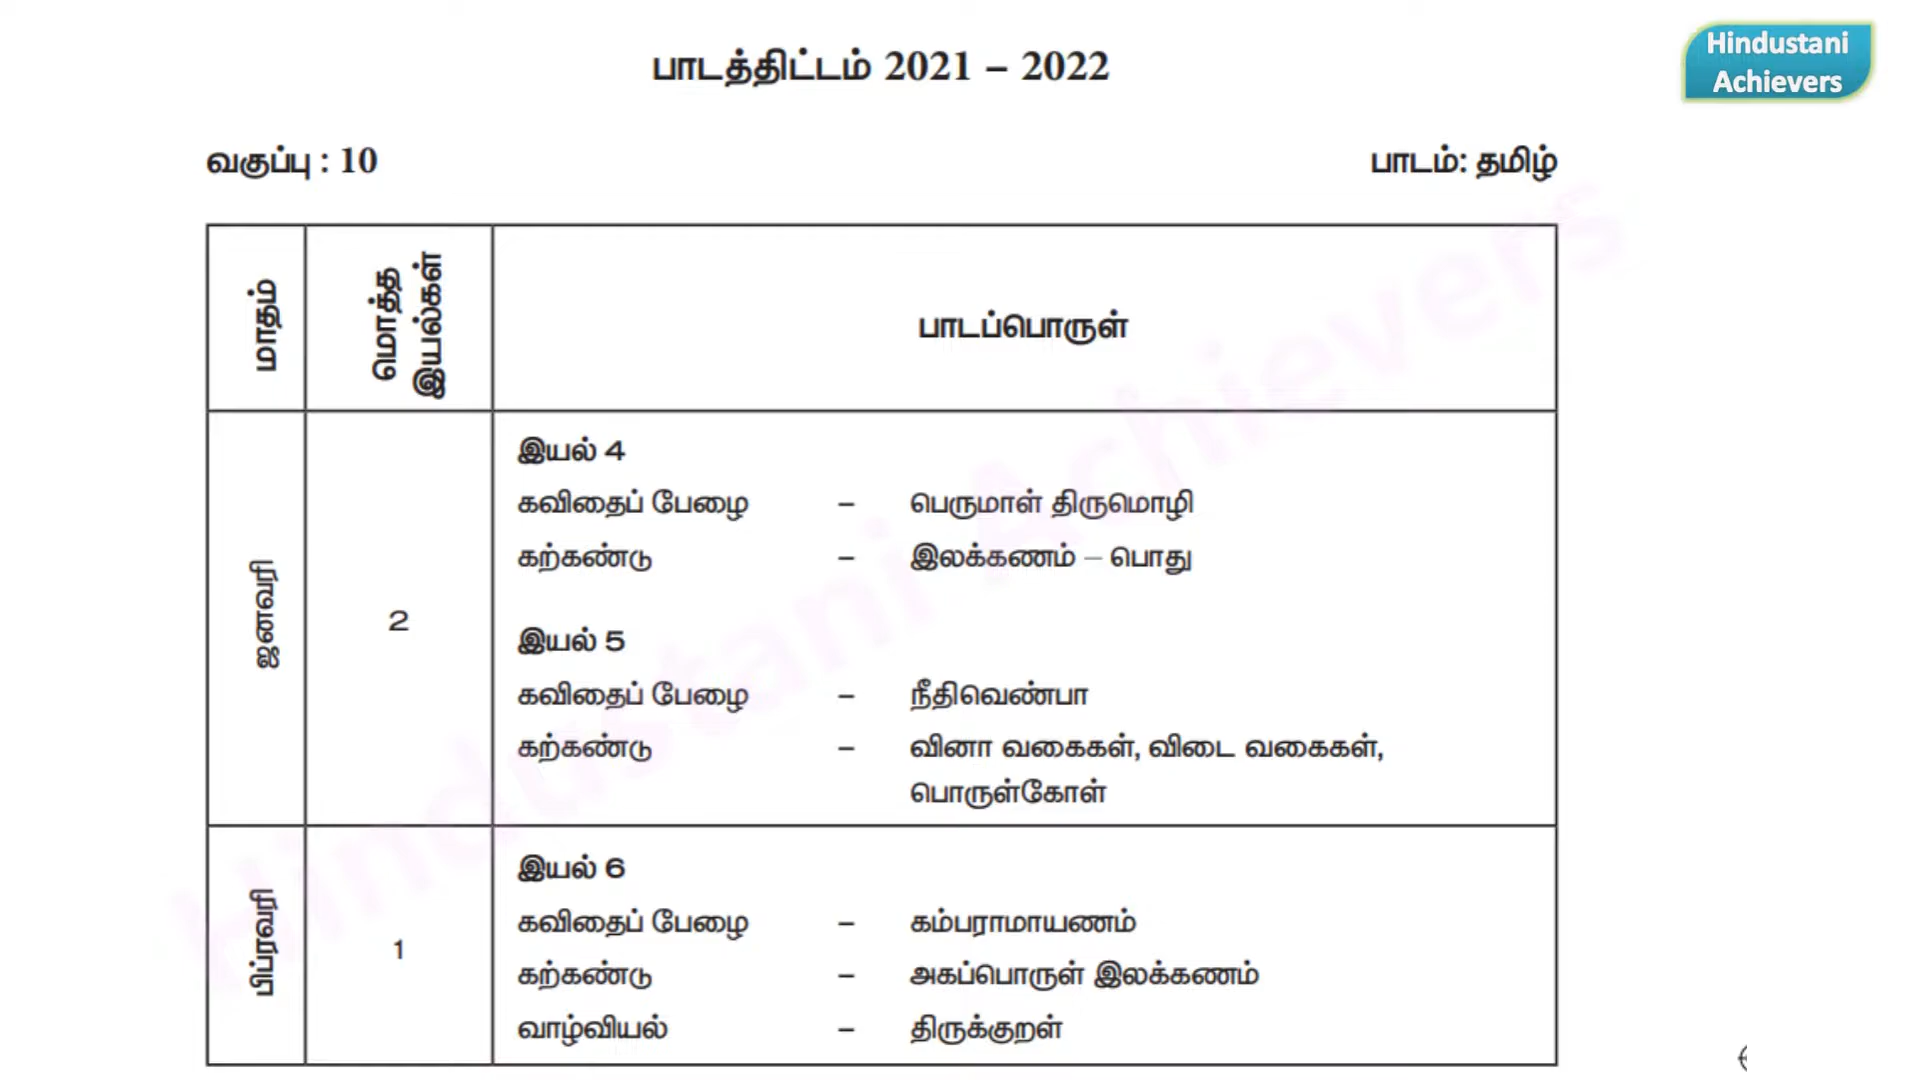 பாடத்திட்டம் 2021 – 2022
Hindustani
Achievers
வகுப்பு : 10
பாடம்: தமிழ்
மாதம்
மொத்த
இயல்கள்
பாடப்பொருள்
ஜனவரி
2
இயல் 4
கவிதைப் பேழை – பெருமாள் திருமொழி
கற்கண்டு – இலக்கணம் – பொது
இயல் 5
கவிதைப் பேழை – நீதிவெண்பா
கற்கண்டு – வினா வகைகள், விடை வகைகள்,
பொருள்கோள்
பிப்ரவரி
1
இயல் 6
கவிதைப் பேழை – கம்பராமாயணம்
கற்கண்டு – அகப்பொருள் இலக்கணம்
வாழ்வியல் – திருக்குறள்
Hindustani Achievers